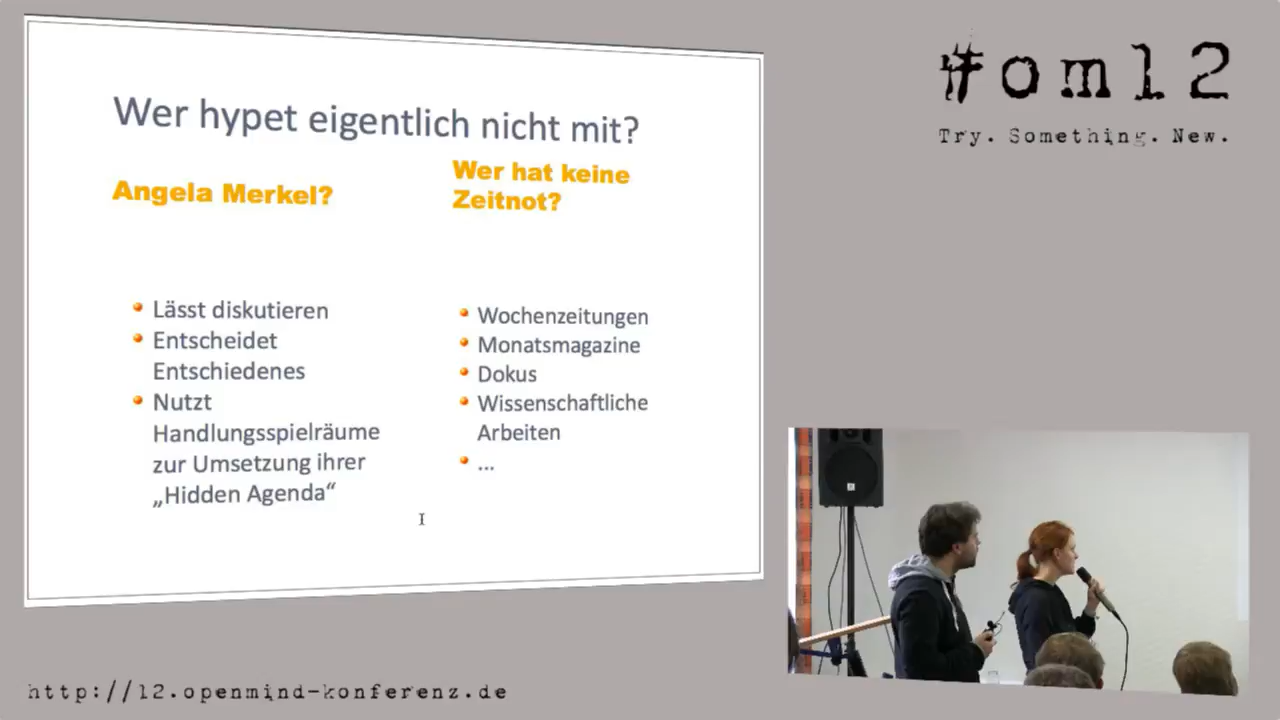 #om12
Try. Something. New.
Wer hypet eigentlich nicht mit?
Angela Merkel?
Lässt diskutieren
Entscheidet
Entschiedenes
Nutzt
Handlungsspielräume
zur Umsetzung ihrer
„Hidden Agenda“
Wer hat keine
Zeitnot?
Wochenzeitungen
Monatsmagazine
Dokus
Wissenschaftliche
Arbeiten
...
http://12.openmind-konferenz.de